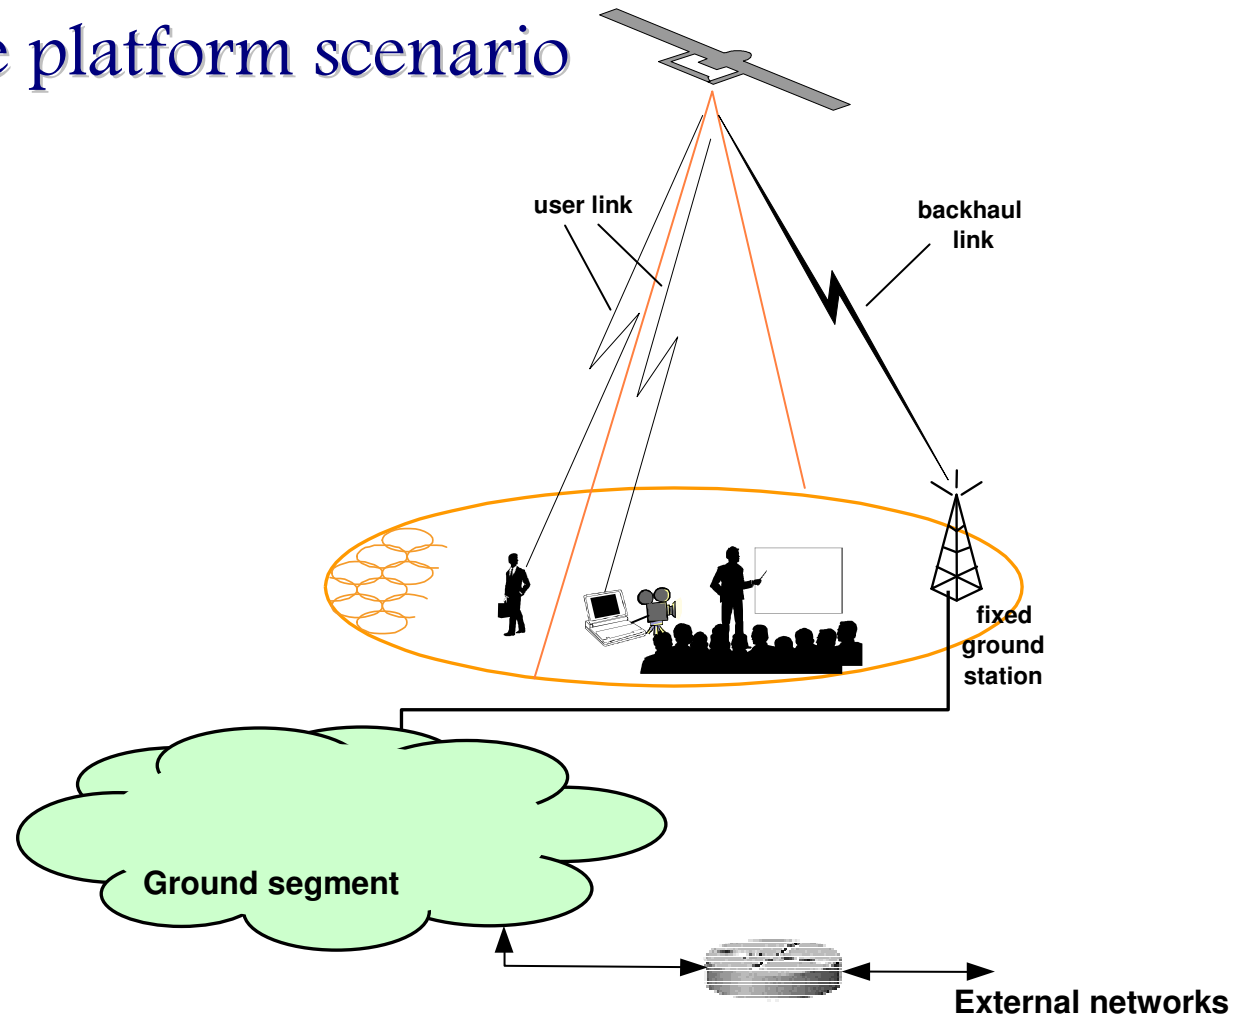 e platform scenario
user link
backhaul
link
fixed
ground
station
Ground segment
External networks